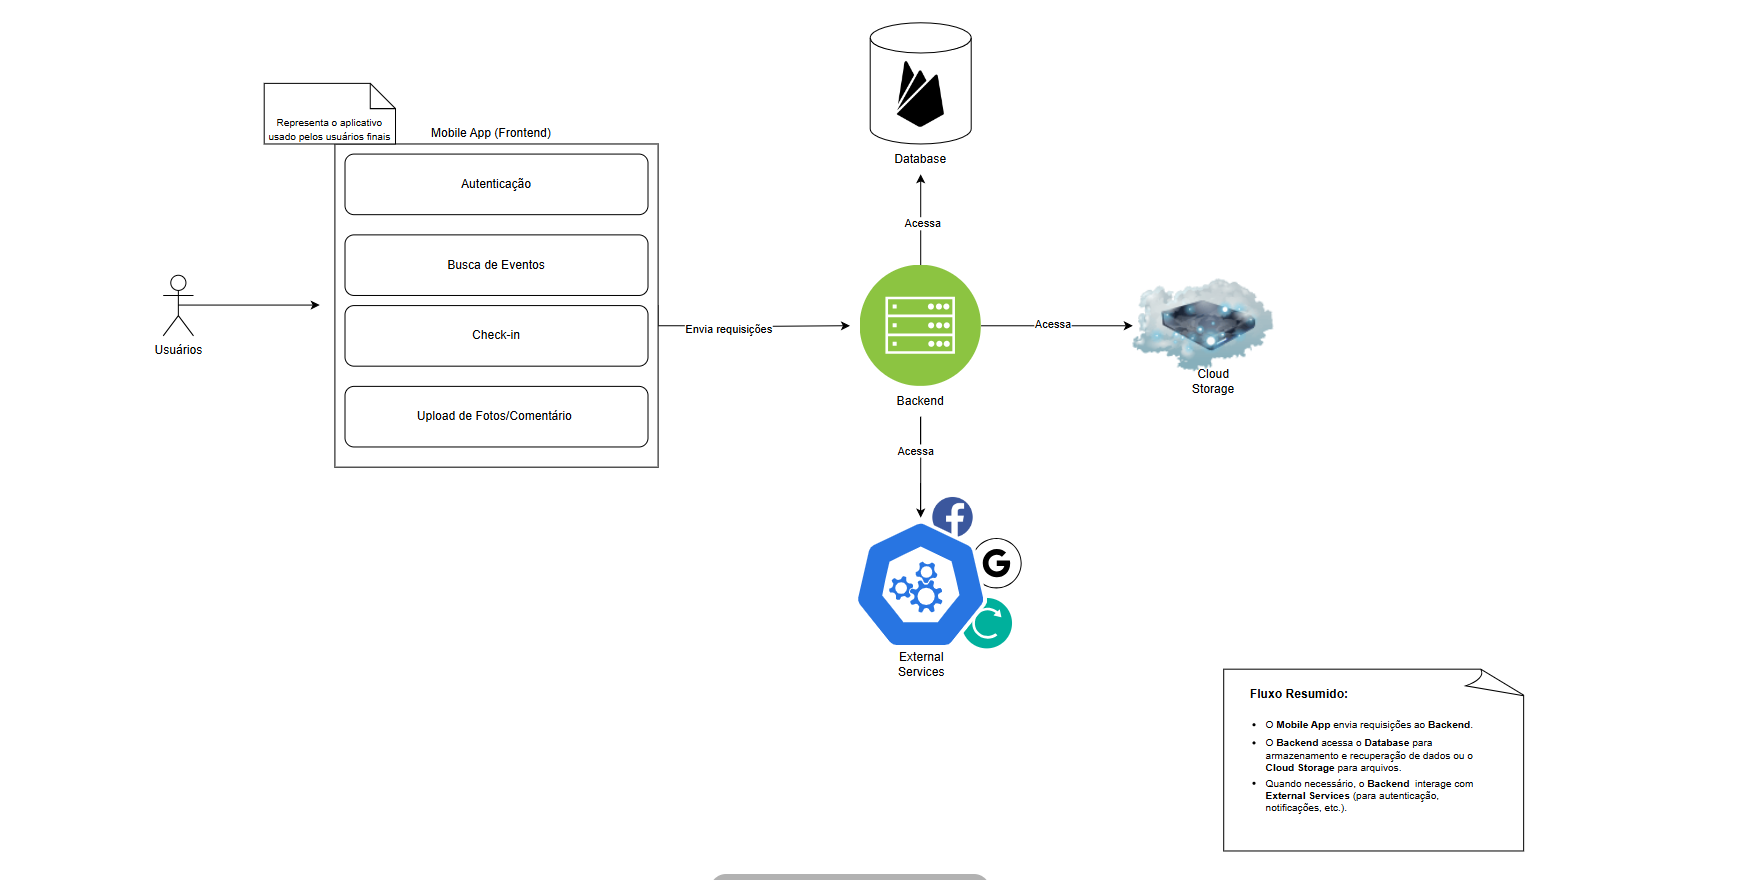 Representa o aplicativo
usado pelos usuários finais
Mobile App (Frontend)
Autenticação
Busca de Eventos
Check-in
Upload de Fotos/Comentário
Usuários
Envia requisições
Database
Acessa
Backend
Acessa
Cloud
Storage
Acessa
f
G
External
Services
Fluxo Resumido:
• O Mobile App envia requisições ao Backend.
• O Backend acessa o Database para
armazenamento e recuperação de dados ou o
Cloud Storage para arquivos.
• Quando necessário, o Backend interage com
External Services (para autenticação,
notificações, etc.).